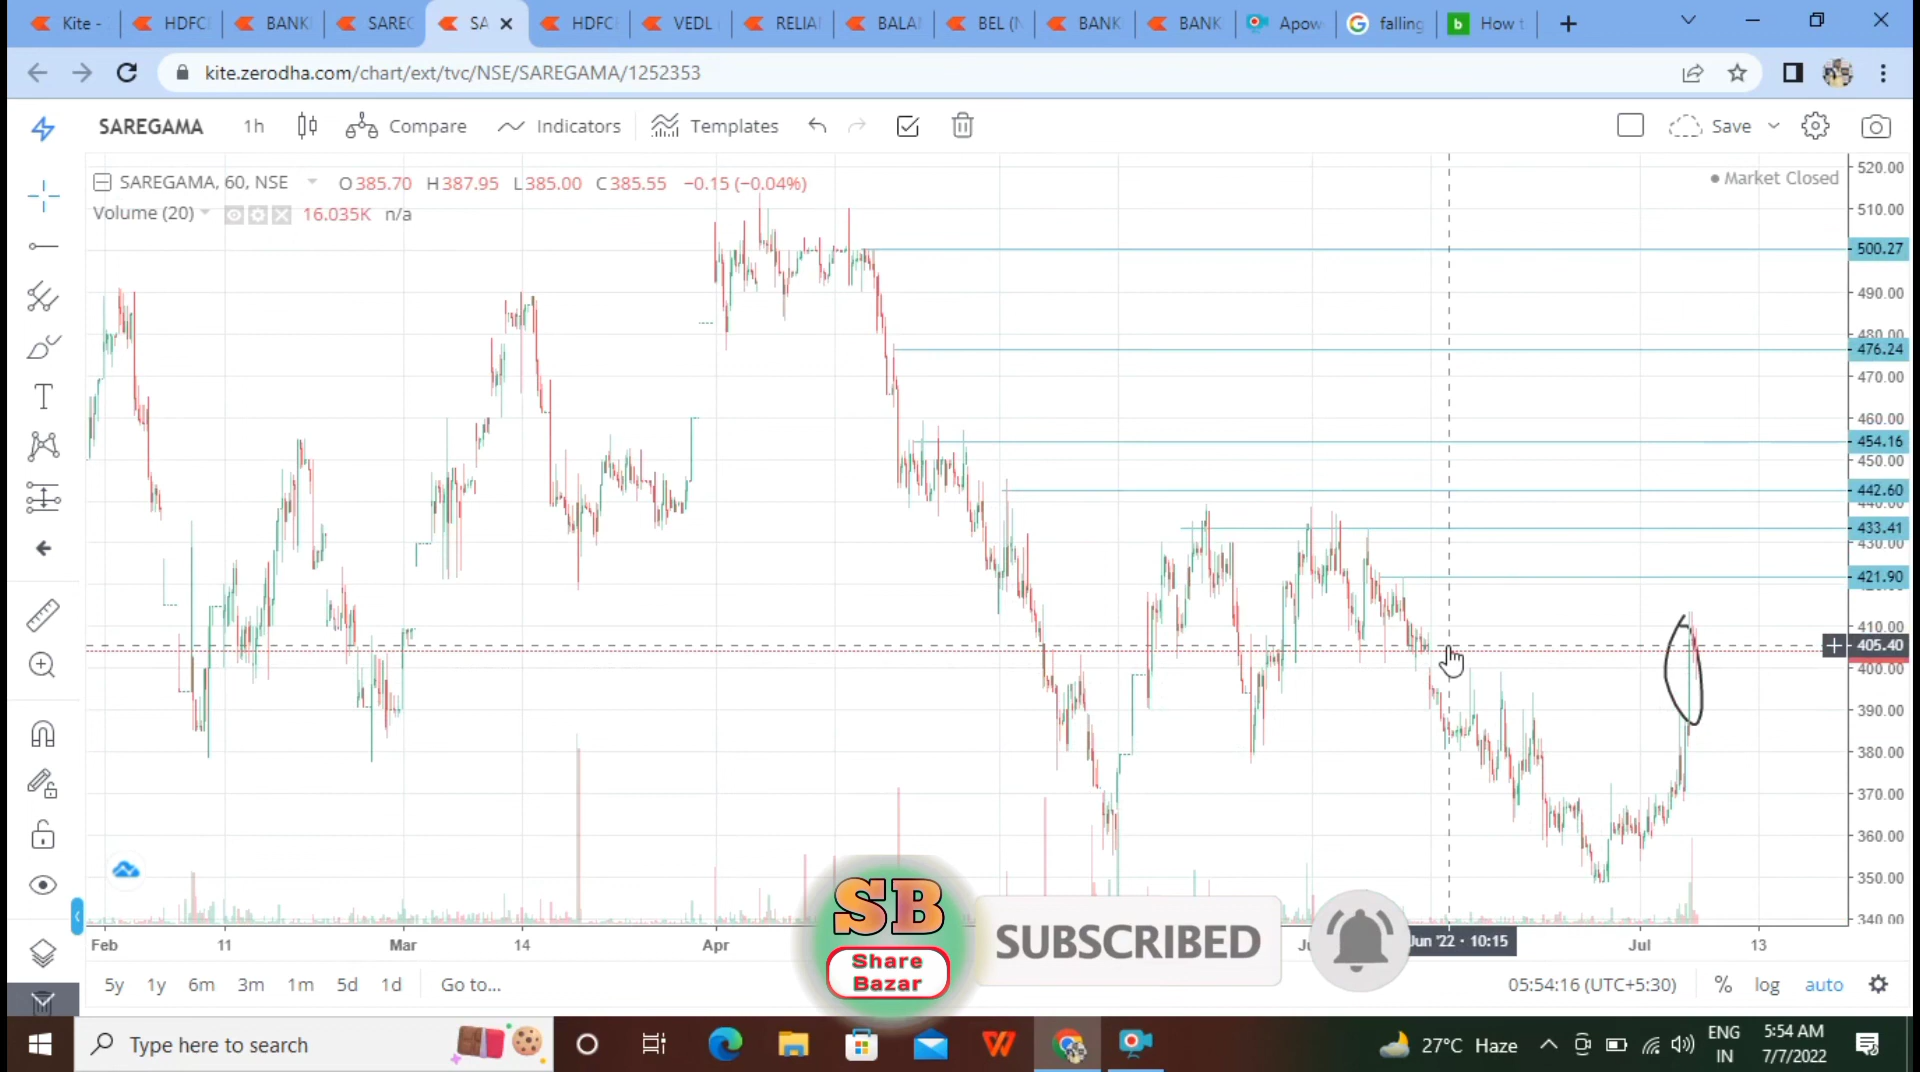 Kite -
HDFC
BANK
SAREG
SA
HDFC
VEDL
RELIA
BALA
BEL (N
BANK
BANK
Apow
falling
How t
kite.zerodha.com/chart/ext/tvc/NSE/SAREGAMA/1252353
SAREGAMA 1h Compare Indicators Templates Save
SAREGAMA, 60, NSE O385.70 H387.95 L385.00 C385.55 −0.15 (−0.04%)
Market Closed
Volume (20) 16.035K n/a
520.00
510.00
500.27
490.00
480.00
476.24
470.00
460.00
454.16
450.00
442.60
440.00
433.41
430.00
421.90
410.00
405.40
400.00
390.00
380.00
370.00
360.00
350.00
340.00
Feb 11 Mar 14 Apr Jun '22 · 10:15 Jul 13
SB
Share
Bazar
SUBSCRIBED
5y 1y 6m 3m 1m 5d 1d Go to...
05:54:16 (UTC+5:30) % log auto
Type here to search
27°C Haze
ENG
IN
5:54 AM
7/7/2022